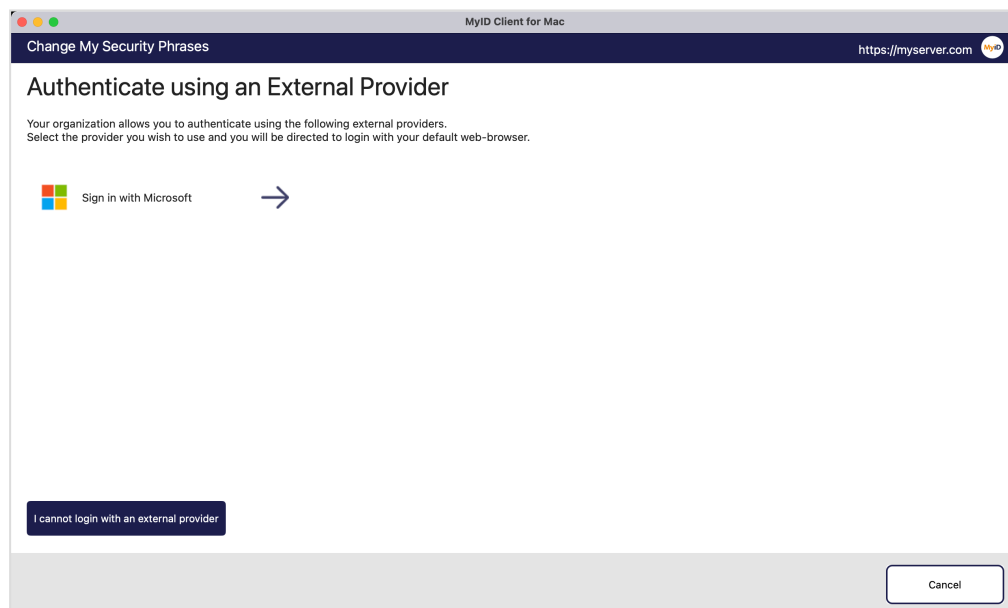 MyID Client for Mac
Change My Security Phrases
https://myserver.com
MyID
Authenticate using an External Provider
Your organization allows you to authenticate using the following external providers.
Select the provider you wish to use and you will be directed to login with your default web-browser.
Sign in with Microsoft
I cannot login with an external provider
Cancel